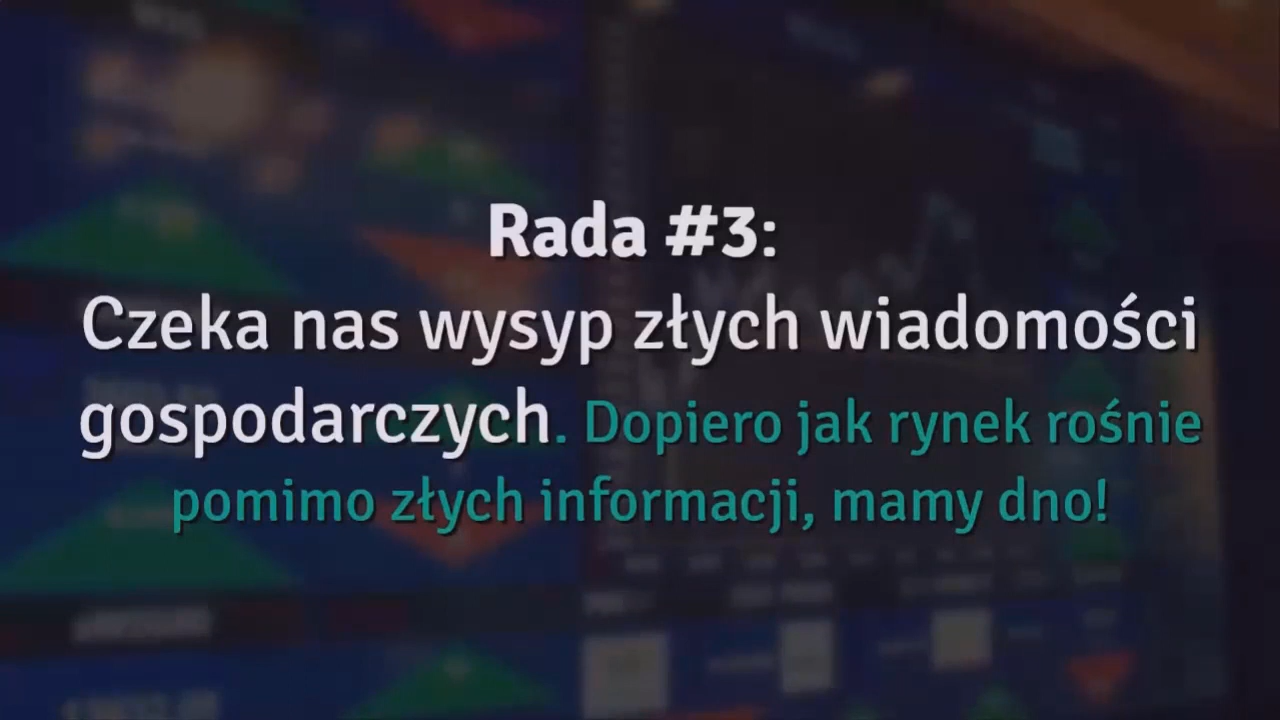 Rada #3:
Czeka nas wysyp złych wiadomości
gospodarczych. Dopiero jak rynek rośnie
pomimo złych informacji, mamy dno!